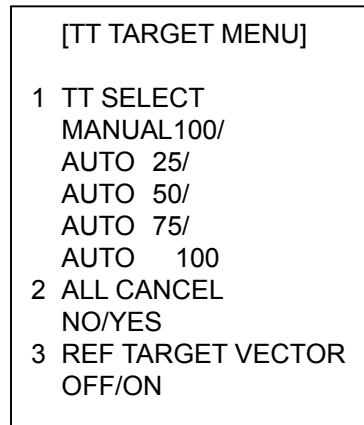 [TT TARGET MENU]
1 TT SELECT
MANUAL100/
AUTO 25/
AUTO 50/
AUTO 75/
AUTO 100
2 ALL CANCEL
NO/YES
3 REF TARGET VECTOR
OFF/ON